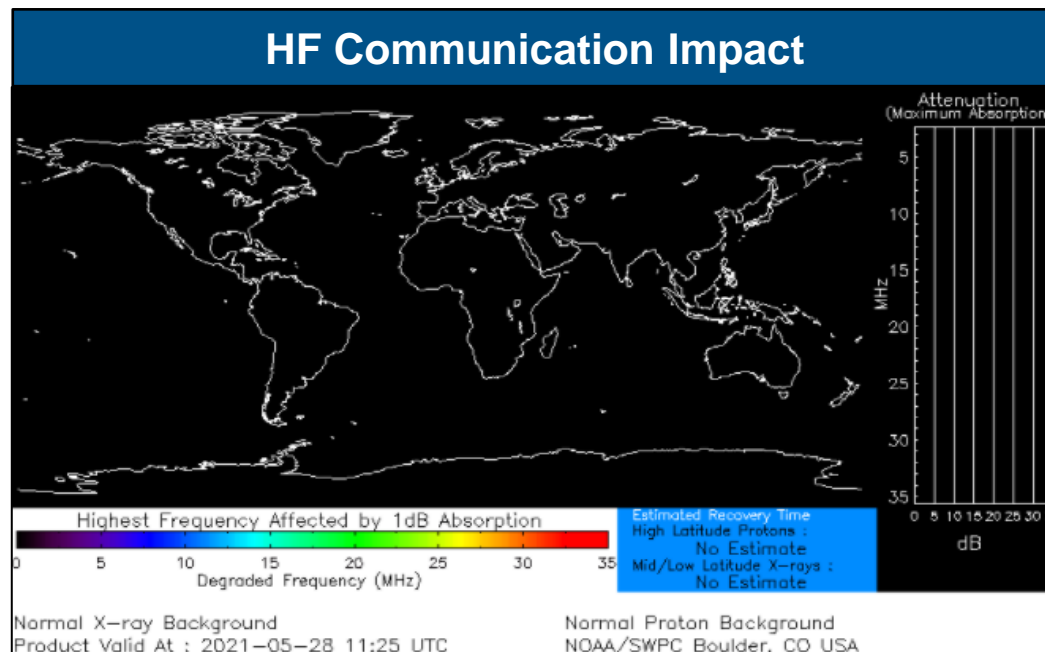 HF Communication Impact
Attenuation
(Maximum Absorption
5
10
15
20
25
30
35
MHz
0 5 10 15 20 25 30
dB
Highest Frequency Affected by 1dB Absorption
0 5 10 15 20 25 30 35
Degraded Frequency (MHz)
Estimated Recovery Time
High Latitude Protons :
No Estimate
Mid/Low Latitude X-rays :
No Estimate
Normal X-ray Background
Product Valid At : 2021-05-28 11:25 UTC
Normal Proton Background
NOAA/SWPC Boulder, CO USA